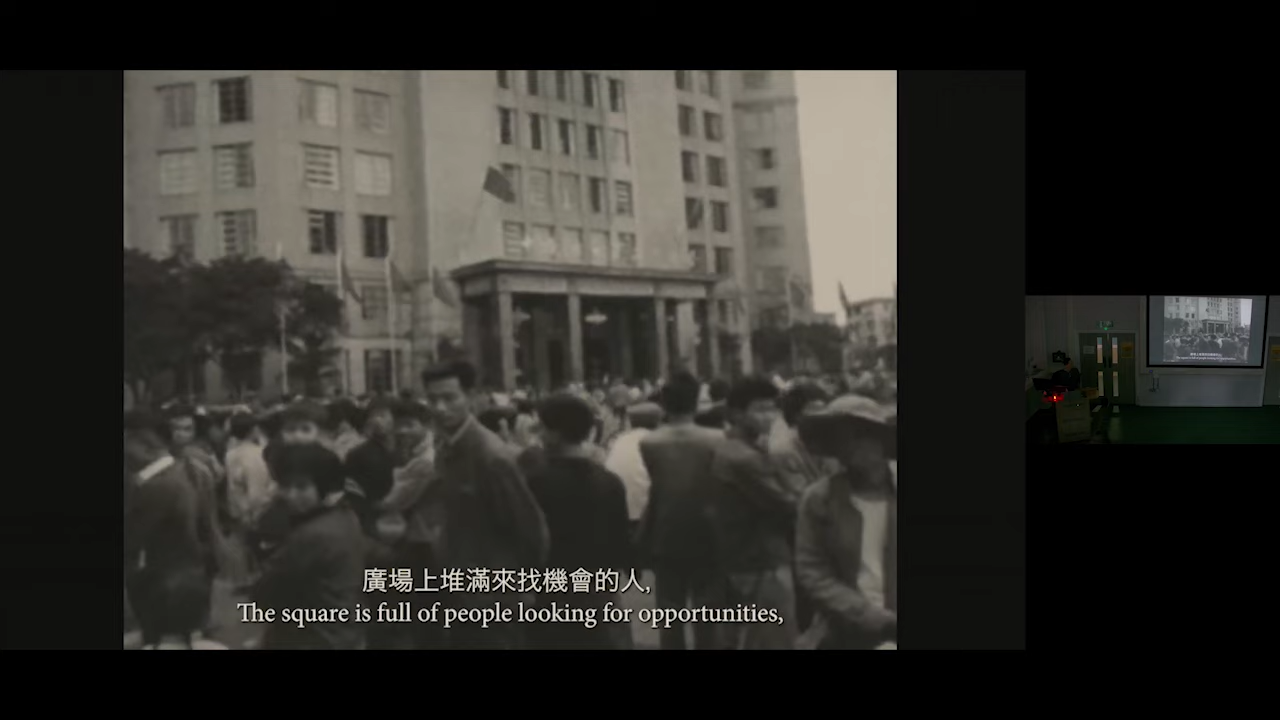 廣場上堆滿來找機會的人,
The square is full of people looking for opportunities,